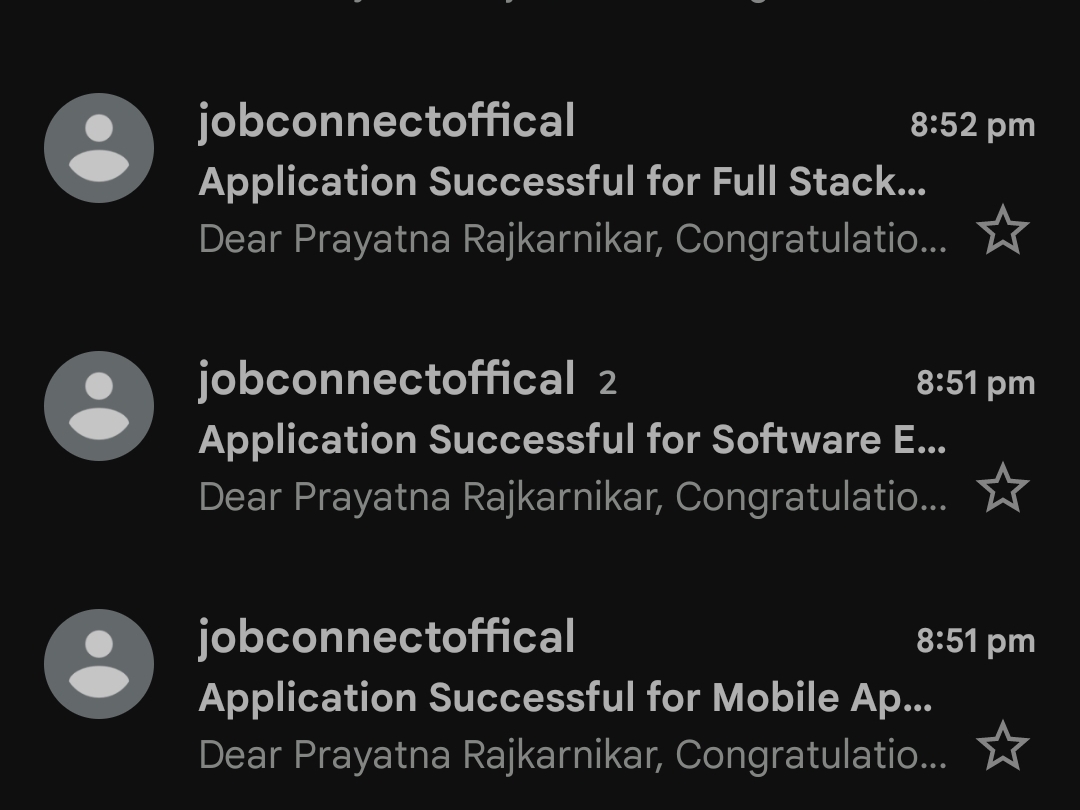 jobconnectoffical 8:52 pm
Application Successful for Full Stack...
Dear Prayatna Rajkarnikar, Congratulatio...
jobconnectoffical 2 8:51 pm
Application Successful for Software E...
Dear Prayatna Rajkarnikar, Congratulatio...
jobconnectoffical 8:51 pm
Application Successful for Mobile Ap...
Dear Prayatna Rajkarnikar, Congratulatio...